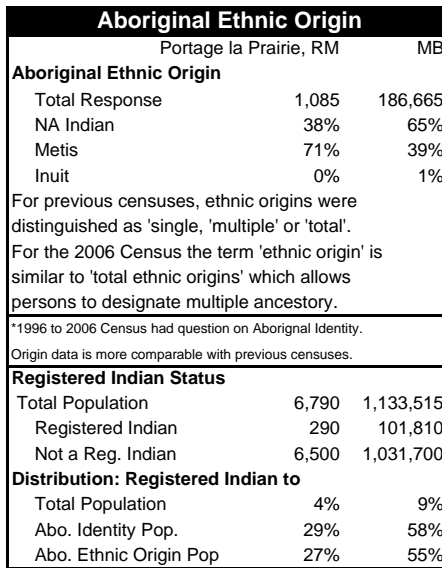 Aboriginal Ethnic Origin
Portage la Prairie, RM MB
Aboriginal Ethnic Origin
Total Response 1,085 186,665
NA Indian 38% 65%
Metis 71% 39%
Inuit 0% 1%
For previous censuses, ethnic origins were
distinguished as 'single, 'multiple' or 'total'.
For the 2006 Census the term 'ethnic origin' is
similar to 'total ethnic origins' which allows
persons to designate multiple ancestory.
*1996 to 2006 Census had question on Aborignal Identity.
Origin data is more comparable with previous censuses.
Registered Indian Status
Total Population 6,790 1,133,515
Registered Indian 290 101,810
Not a Reg. Indian 6,500 1,031,700
Distribution: Registered Indian to
Total Population 4% 9%
Abo. Identity Pop. 29% 58%
Abo. Ethnic Origin Pop 27% 55%